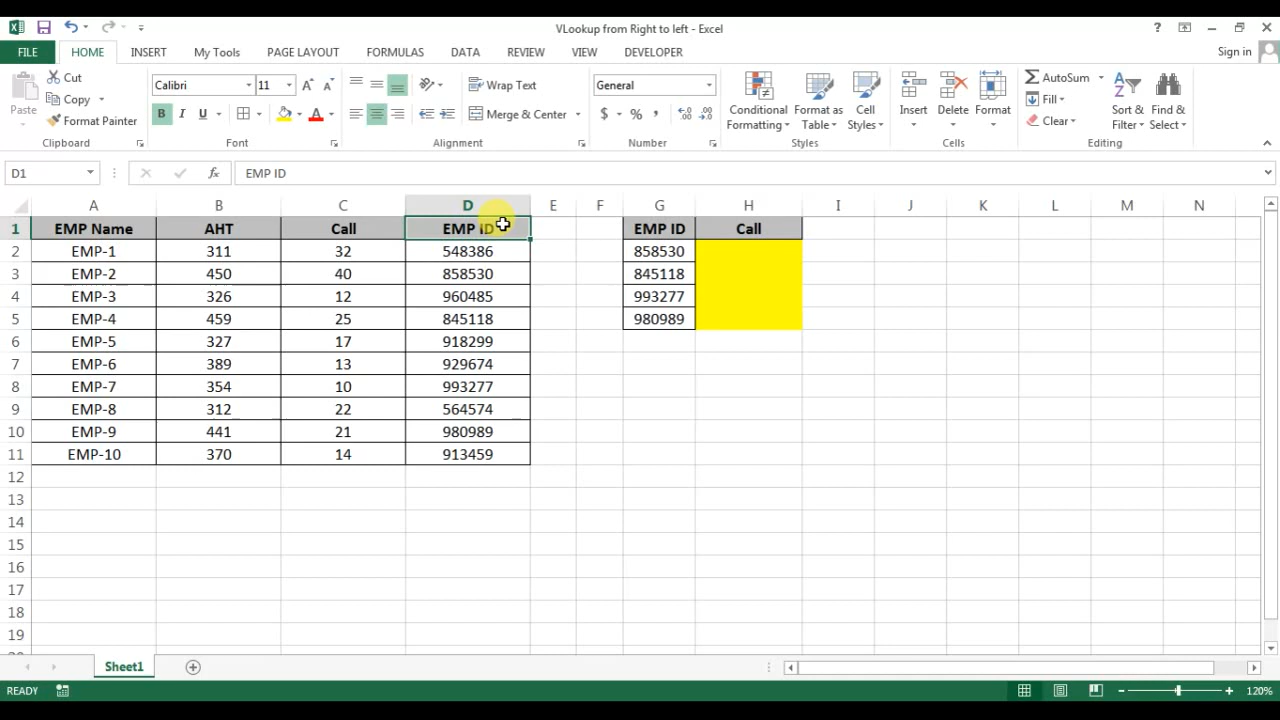 VLookup from Right to left - Excel
Sign in
FILE HOME INSERT My Tools PAGE LAYOUT FORMULAS DATA REVIEW VIEW DEVELOPER
Paste
Cut
Copy
Format Painter
Clipboard
Calibri 11
B I U
Font
Wrap Text
Merge & Center
Alignment
General
$ % ,
Number
Conditional
Formatting
Format as
Table
Cell
Styles
Styles
Insert
Delete
Format
Cells
AutoSum
Fill
Clear
Sort &
Filter
Find &
Select
Editing
D1 fx EMP ID
A B C D E F G H I J K L M N
1 EMP Name AHT Call EMP ID EMP ID Call
2 EMP-1 311 32 548386 858530
3 EMP-2 450 40 858530 845118
4 EMP-3 326 12 960485 993277
5 EMP-4 459 25 845118 980989
6 EMP-5 327 17 918299
7 EMP-6 389 13 929674
8 EMP-7 354 10 993277
9 EMP-8 312 22 564574
10 EMP-9 441 21 980989
11 EMP-10 370 14 913459
12
13
14
15
16
17
18
19
Sheet1
READY 120%